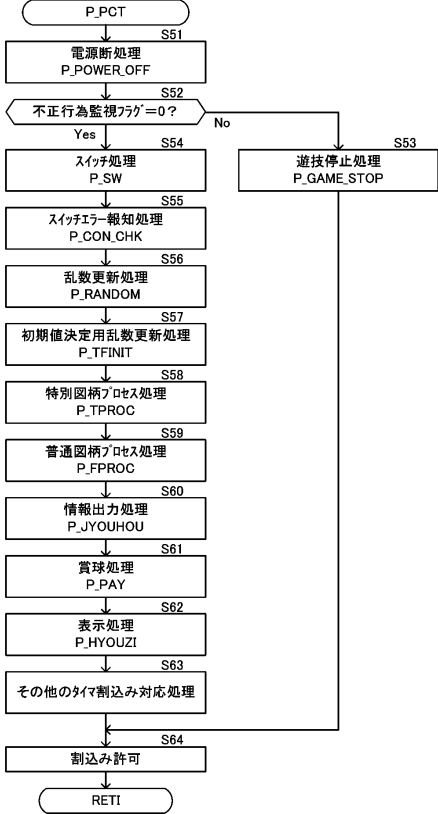 P_PCT
S51
電源断処理
P_POWER_OFF
S52
不正行為監視ﾌﾗｸﾞ=0?
Yes
No
S54
ｽｲｯﾁ処理
P_SW
S53
遊技停止処理
P_GAME_STOP
S55
ｽｲｯﾁｴﾗｰ報知処理
P_CON_CHK
S56
乱数更新処理
P_RANDOM
S57
初期値決定用乱数更新処理
P_TFINIT
S58
特別図柄ﾌﾟﾛｾｽ処理
P_TPROC
S59
普通図柄ﾌﾟﾛｾｽ処理
P_FPROC
S60
情報出力処理
P_JYOUHOU
S61
賞球処理
P_PAY
S62
表示処理
P_HYOUZI
S63
その他のﾀｲﾏ割込み対応処理
S64
割込み許可
RETI